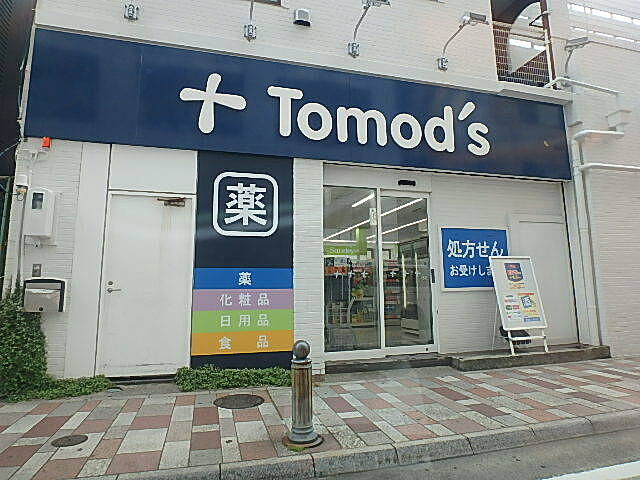 Tomod's
薬
薬
化粧品
日用品
食品
処方せん
お受けしま